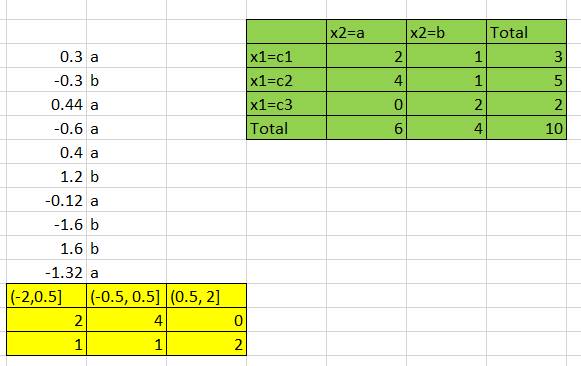 x2=a x2=b Total
0.3 a x1=c1 2 1 3
-0.3 b x1=c2 4 1 5
0.44 a x1=c3 0 2 2
-0.6 a Total 6 4 10
0.4 a
1.2 b
-0.12 a
-1.6 b
1.6 b
-1.32 a
(-2,0.5] (-0.5, 0.5] (0.5, 2]
2 4 0
1 1 2